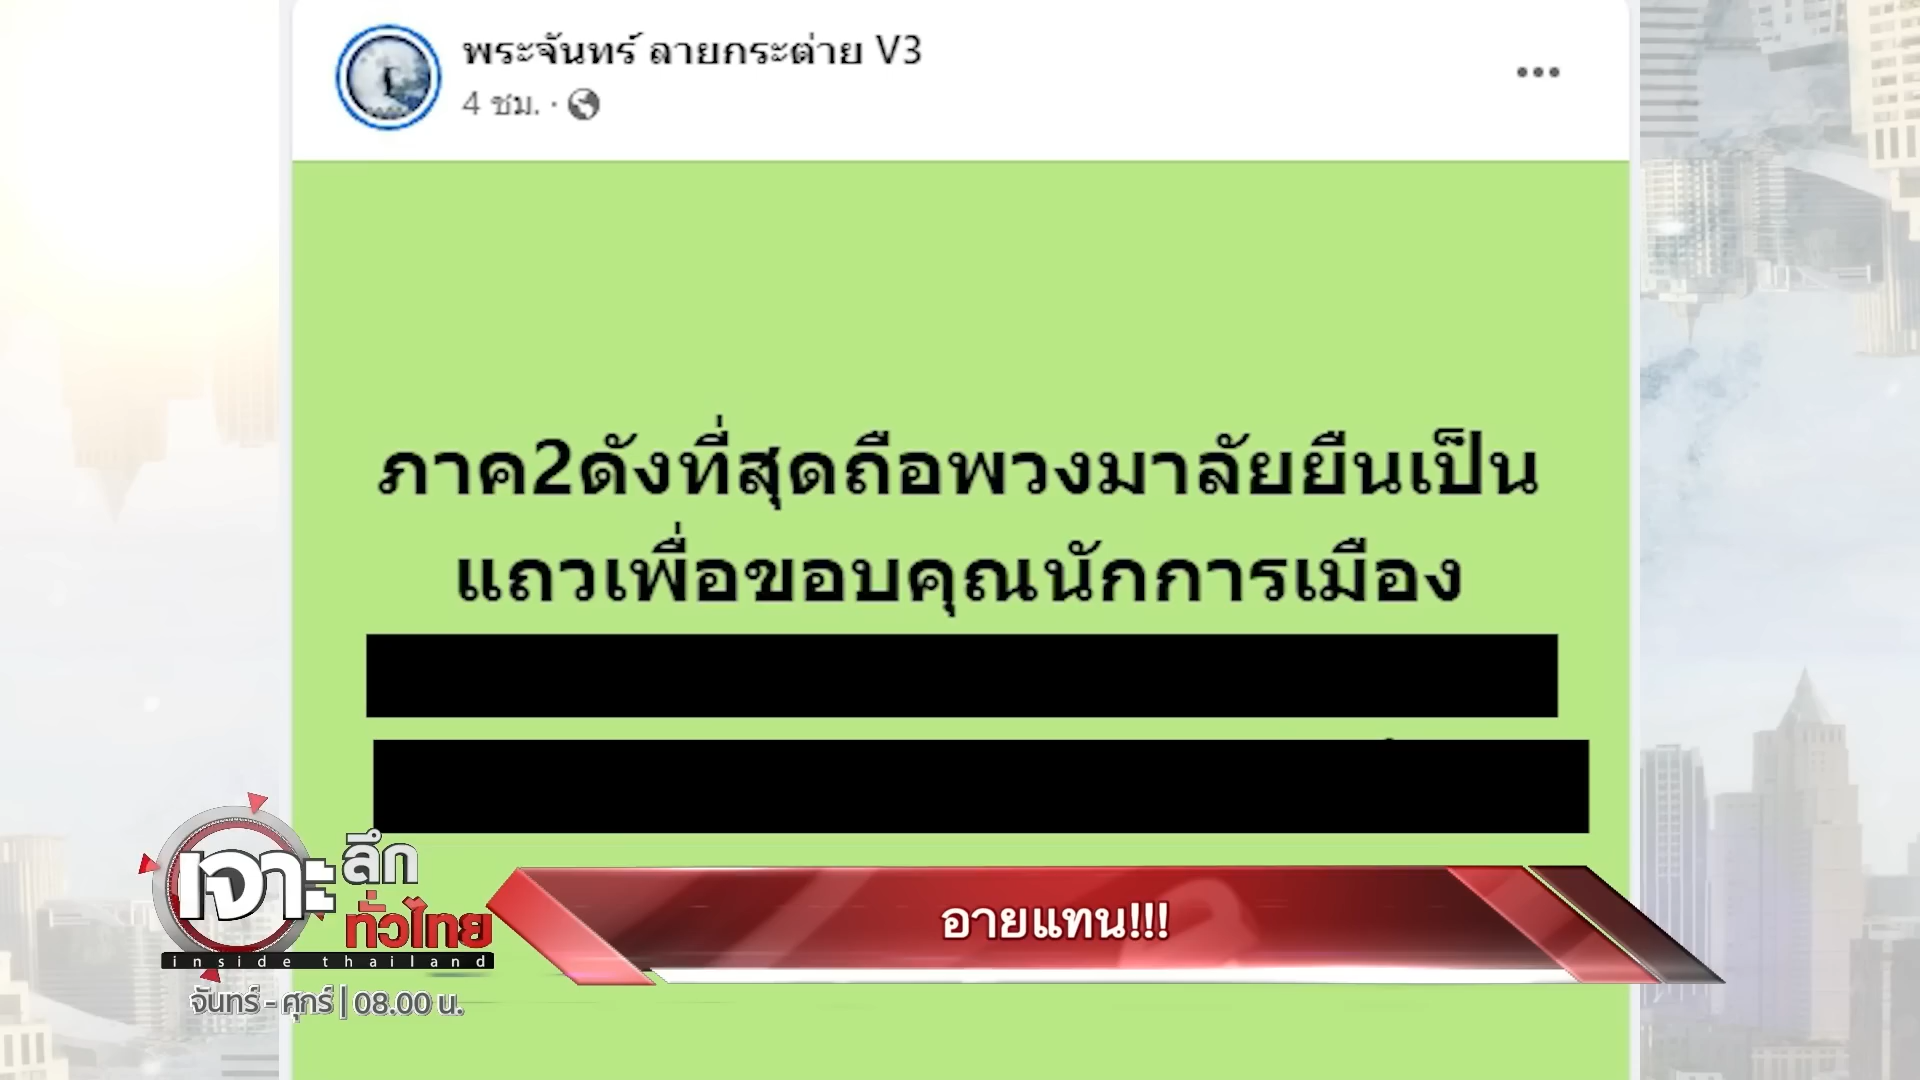 พระจันทร์ ลายกระต่าย V3
4 ชม. ·
ภาค2ดังที่สุดถือพวงมาลัยยืนเป็น
แถวเพื่อขอบคุณนักการเมือง
เจาะลึกทั่วไทย
inside thailand
จันทร์ - ศุกร์ | 08.00 น.
อายแทน!!!